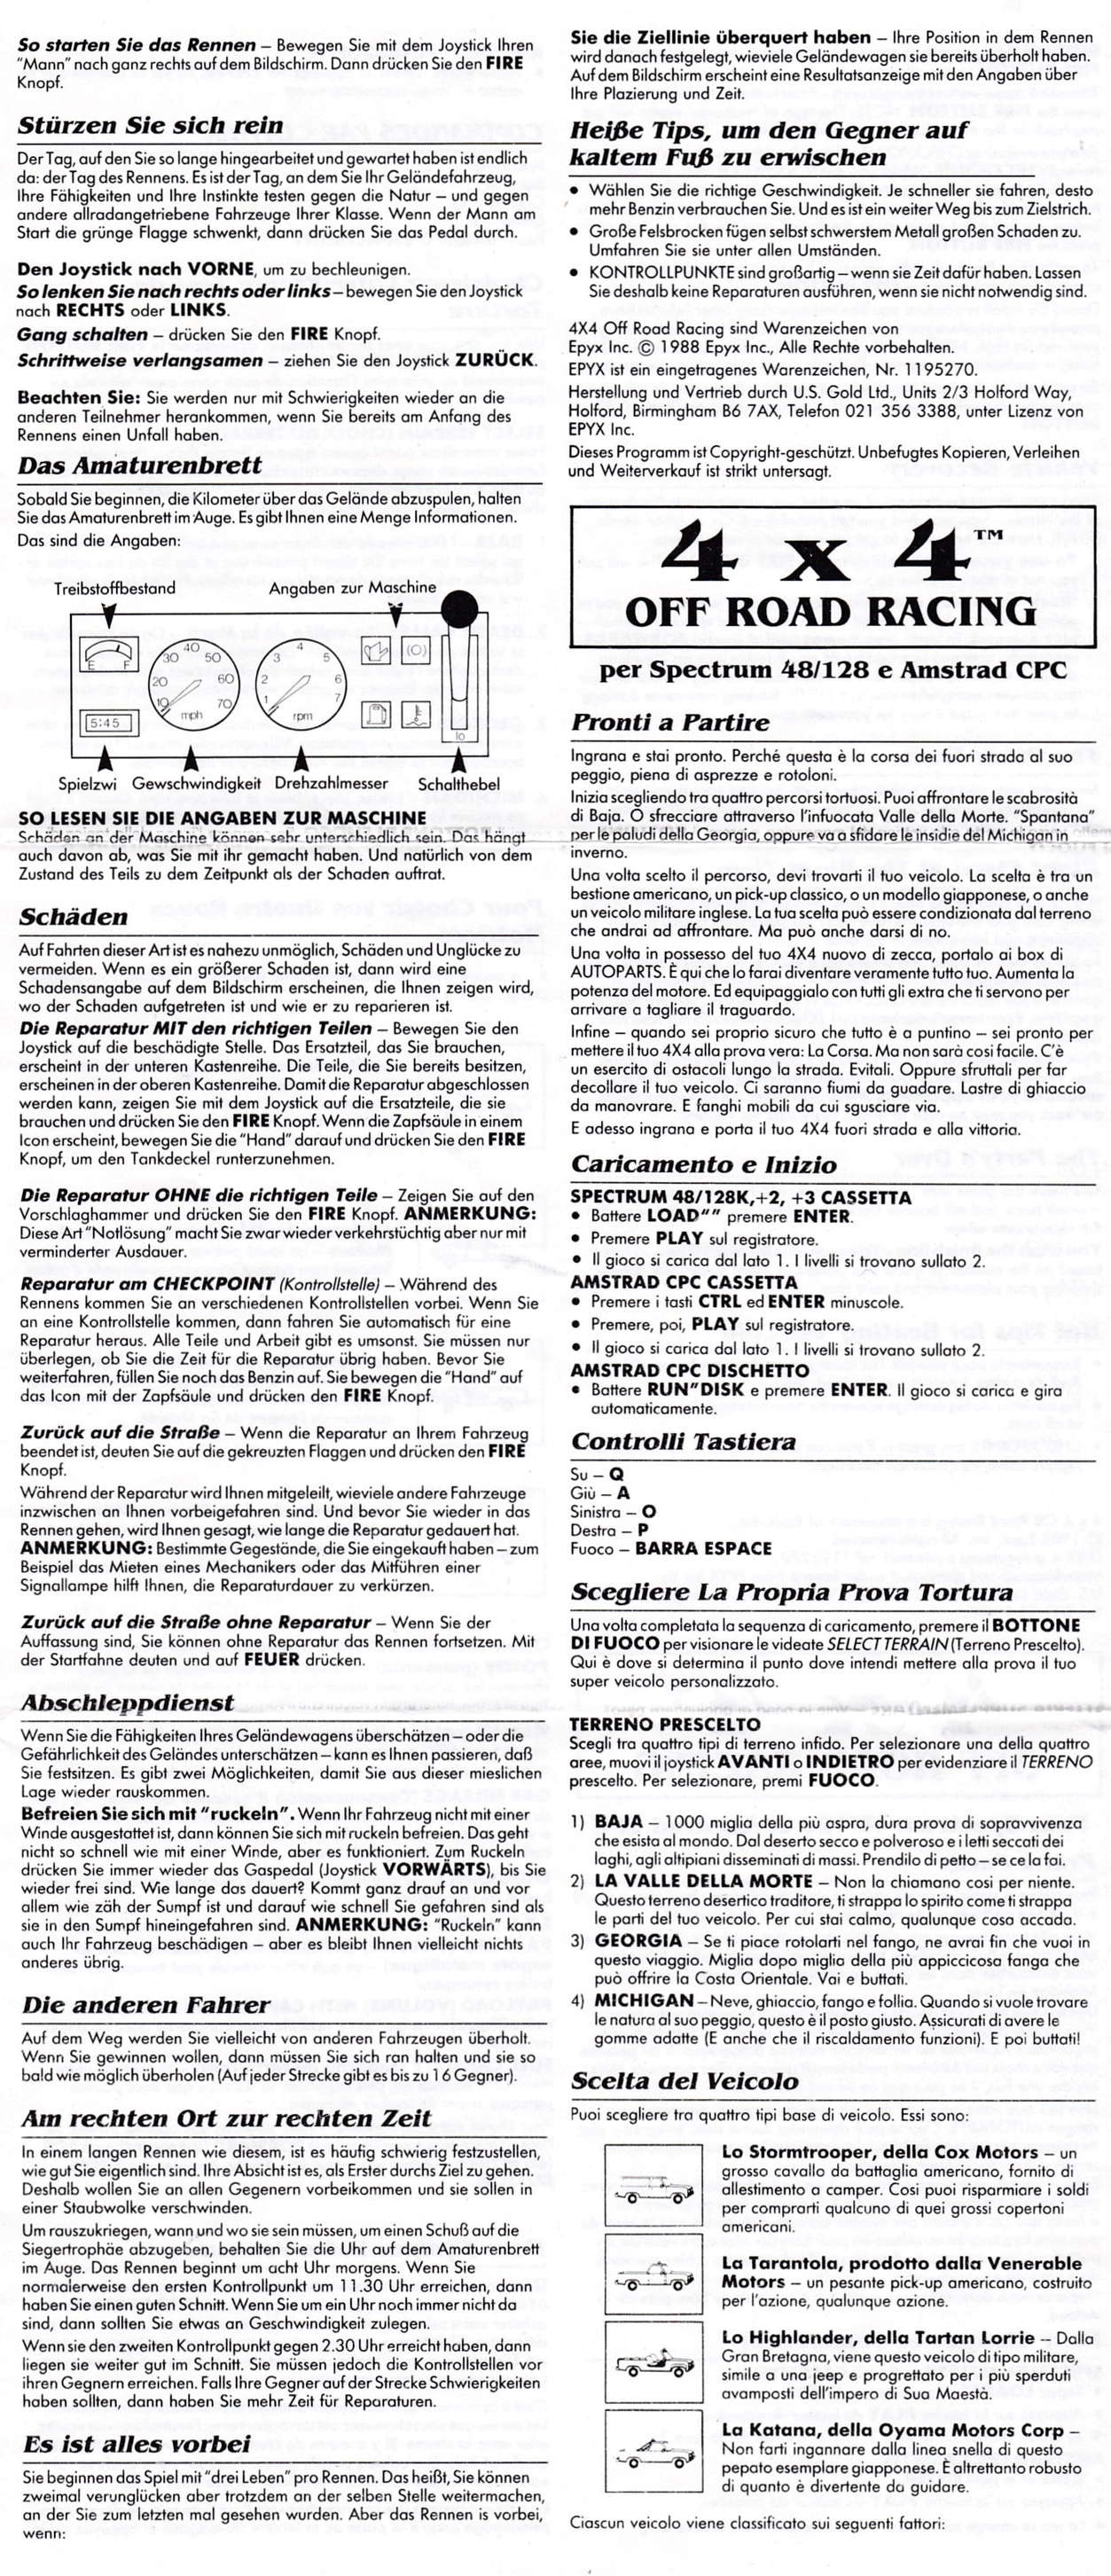 So starten Sie das Rennen – Bewegen Sie mit dem Joystick Ihren
"Mann" nach ganz rechts auf dem Bildschirm. Dann drücken Sie den FIRE
Knopf.
Stürzen Sie sich rein
Der Tag, auf den Sie so lange hingearbeitet und gewartet haben ist endlich
da: der Tag des Rennens. Es ist der Tag, an dem Sie Ihr Geländefahrzeug,
Ihre Fähigkeiten und Ihre Instinkte testen gegen die Natur – und gegen
andere allradangetriebene Fahrzeuge Ihrer Klasse. Wenn der Mann am
Start die grünge Flagge schwenkt, dann drücken Sie das Pedal durch.
Den Joystick nach VORNE, um zu bechleunigen.
So lenken Sie nach rechts oder links – bewegen Sie den Joystick
nach RECHTS oder LINKS.
Gang schalten – drücken Sie den FIRE Knopf.
Schrittweise verlangsamen – ziehen Sie den Joystick ZURÜCK.
Beachten Sie: Sie werden nur mit Schwierigkeiten wieder an die
anderen Teilnehmer herankommen, wenn Sie bereits am Anfang des
Rennens einen Unfall haben.
Das Amaturenbrett
Sobald Sie beginnen, die Kilometer über das Gelände abzuspulen, halten
Sie das Amaturenbrett im Auge. Es gibt Ihnen eine Menge Informationen.
Das sind die Angaben:
Treibstoffbestand Angaben zur Maschine
E F
10 20 30 40 50 60 70
mph
1 2 3 4 5 6 7
rpm
(O)
5:45
lo
Spielzwi Gewschwindigkeit Drehzahlmesser Schalthebel
SO LESEN SIE DIE ANGABEN ZUR MASCHINE
Schäden an der Maschine können sehr unterschiedlich sein. Das hängt
auch davon ab, was Sie mit ihr gemacht haben. Und natürlich von dem
Zustand des Teils zu dem Zeitpunkt als der Schaden auftrat.
Schäden
Auf Fahrten dieser Art ist es nahezu unmöglich, Schäden und Unglücke zu
vermeiden. Wenn es ein größerer Schaden ist, dann wird eine
Schadensangabe auf dem Bildschirm erscheinen, die Ihnen zeigen wird,
wo der Schaden aufgetreten ist und wie er zu reparieren ist.
Die Reparatur MIT den richtigen Teilen – Bewegen Sie den
Joystick auf die beschädigte Stelle. Das Ersatzteil, das Sie brauchen,
erscheint in der unteren Kastenreihe. Die Teile, die Sie bereits besitzen,
erscheinen in der oberen Kastenreihe. Damit die Reparatur abgeschlossen
werden kann, zeigen Sie mit dem Joystick auf die Ersatzteile, die sie
brauchen und drücken Sie den FIRE Knopf. Wenn die Zapfsäule in einem
Icon erscheint, bewegen Sie die "Hand" darauf und drücken Sie den FIRE
Knopf, um den Tankdeckel runterzunehmen.
Die Reparatur OHNE die richtigen Teile – Zeigen Sie auf den
Vorschlaghammer und drücken Sie den FIRE Knopf. ANMERKUNG:
Diese Art "Notlösung" macht Sie zwar wieder verkehrstüchtig aber nur mit
verminderter Ausdauer.
Reparatur am CHECKPOINT (Kontrollstelle) – Während des
Rennens kommen Sie an verschiedenen Kontrollstellen vorbei. Wenn Sie
an eine Kontrollstelle kommen, dann fahren Sie automatisch für eine
Reparatur heraus. Alle Teile und Arbeit gibt es umsonst. Sie müssen nur
überlegen, ob Sie die Zeit für die Reparatur übrig haben. Bevor Sie
weiterfahren, füllen Sie noch das Benzin auf. Sie bewegen die "Hand" auf
das Icon mit der Zapfsäule und drücken den FIRE Knopf.
Zurück auf die Straße – Wenn die Reparatur an Ihrem Fahrzeug
beendet ist, deuten Sie auf die gekreuzten Flaggen und drücken den FIRE
Knopf.
Während der Reparatur wird Ihnen mitgeleilt, wieviele andere Fahrzeuge
inzwischen an Ihnen vorbeigefahren sind. Und bevor Sie wieder in das
Rennen gehen, wird Ihnen gesagt, wie lange die Reparatur gedauert hat.
ANMERKUNG: Bestimmte Gegestände, die Sie eingekauft haben – zum
Beispiel das Mieten eines Mechanikers oder das Mitführen einer
Signallampe hilft Ihnen, die Reparaturdauer zu verkürzen.
Zurück auf die Straße ohne Reparatur – Wenn Sie der
Auffassung sind, Sie können ohne Reparatur das Rennen fortsetzen. Mit
der Startfahne deuten und auf FEUER drücken.
Abschleppdienst
Wenn Sie die Fähigkeiten Ihres Geländewagens überschätzen – oder die
Gefährlichkeit des Geländes unterschätzen – kann es Ihnen passieren, daß
Sie festsitzen. Es gibt zwei Möglichkeiten, damit Sie aus dieser mieslichen
Lage wieder rauskommen.
Befreien Sie sich mit "ruckeln". Wenn Ihr Fahrzeug nicht mit einer
Winde ausgestattet ist, dann können Sie sich mit ruckeln befreien. Das geht
nicht so schnell wie mit einer Winde, aber es funktioniert. Zum Ruckeln
drücken Sie immer wieder das Gaspedal (Joystick VORWÄRTS), bis Sie
wieder frei sind. Wie lange das dauert? Kommt ganz drauf an und vor
allem wie zäh der Sumpf ist und darauf wie schnell Sie gefahren sind als
sie in den Sumpf hineingefahren sind. ANMERKUNG: "Ruckeln" kann
auch Ihr Fahrzeug beschädigen – aber es bleibt Ihnen vielleicht nichts
anderes übrig.
Die anderen Fahrer
Auf dem Weg werden Sie vielleicht von anderen Fahrzeugen überholt.
Wenn Sie gewinnen wollen, dann müssen Sie sich ran halten und sie so
bald wie möglich überholen (Auf jeder Strecke gibt es bis zu 16 Gegner).
Am rechten Ort zur rechten Zeit
In einem langen Rennen wie diesem, ist es häufig schwierig festzustellen,
wie gut Sie eigentlich sind. Ihre Absicht ist es, als Erster durchs Ziel zu gehen.
Deshalb wollen Sie an allen Gegenern vorbeikommen und sie sollen in
einer Staubwolke verschwinden.
Um rauszukriegen, wann und wo sie sein müssen, um einen Schuß auf die
Siegertrophäe abzugeben, behalten Sie die Uhr auf dem Amaturenbrett
im Auge. Das Rennen beginnt um acht Uhr morgens. Wenn Sie
normalerweise den ersten Kontrollpunkt um 11.30 Uhr erreichen, dann
haben Sie einen guten Schnitt. Wenn Sie um ein Uhr noch immer nicht da
sind, dann sollten Sie etwas an Geschwindigkeit zulegen.
Wenn sie den zweiten Kontrollpunkt gegen 2.30 Uhr erreicht haben, dann
liegen sie weiter gut im Schnitt. Sie müssen jedoch die Kontrollstellen vor
ihren Gegnern erreichen. Falls Ihre Gegner auf der Strecke Schwierigkeiten
haben sollten, dann haben Sie mehr Zeit für Reparaturen.
Es ist alles vorbei
Sie beginnen das Spiel mit "drei Leben" pro Rennen. Das heißt, Sie können
zweimal verunglücken aber trotzdem an der selben Stelle weitermachen,
an der Sie zum letzten mal gesehen wurden. Aber das Rennen is vorbei,
wenn:
Sie die Ziellinie überquert haben – Ihre Position in dem Rennen
wird danach festgelegt, wieviele Geländewagen sie bereits überholt haben.
Auf dem Bildschirm erscheint eine Resultatsanzeige mit den Angaben über
Ihre Plazierung und Zeit.
Heiße Tips, um den Gegner auf
kaltem Fuß zu erwischen
• Wählen Sie die richtige Geschwindigkeit. Je schneller sie fahren, desto
mehr Benzin verbrauchen Sie. Und es ist ein weiter Weg bis zum Zielstrich.
• Große Felsbrocken fügen selbst schwerstem Metall großen Schaden zu.
Umfahren Sie sie unter allen Umständen.
• KONTROLLPUNKTE sind großartig – wenn sie Zeit dafür haben. Lassen
Sie deshalb keine Reparaturen ausführen, wenn sie nicht notwendig sind.
4X4 Off Road Racing sind Warenzeichen von
Epyx Inc. © 1988 Epyx Inc., Alle Rechte vorbehalten.
EPYX ist ein eingetragenes Warenzeichen, Nr. 1195270.
Herstellung und Vertrieb durch U.S. Gold Ltd., Units 2/3 Holford Way,
Holford, Birmingham B6 7AX, Telefon 021 356 3388, unter Lizenz von
EPYX Inc.
Dieses Programm ist Copyright-geschützt. Unbefugtes Kopieren, Verleihen
und Weiterverkauf ist strikt untersagt.
4 x 4™
OFF ROAD RACING
per Spectrum 48/128 e Amstrad CPC
Pronti a Partire
Ingrana e stai pronto. Perché questa è la corsa dei fuori strada al suo
peggio, piena di asprezze e rotoloni.
Inizia scegliendo tra quattro percorsi tortuosi. Puoi affrontare le scabrosità
di Baja. O sfrecciare attraverso l'infuocata Valle della Morte. "Spantana"
per le paludi della Georgia, oppure va a sfidare le insidie del Michigan in
inverno.
Una volta scelto il percorso, devi trovarti il tuo veicolo. La scelta è tra un
bestione americano, un pick-up classico, o un modello giapponese, o anche
un veicolo militare inglese. La tua scelta può essere condizionata dal terreno
che andrai ad affrontare. Ma può anche darsi di no.
Una volta in possesso del tuo 4X4 nuovo di zecca, portalo ai box di
AUTOPARTS. È qui che lo farai diventare veramente tutto tuo. Aumenta la
potenza del motore. Ed equipaggialo con tutti gli extra che ti servono per
arrivare a tagliare il traguardo.
Infine – quando sei proprio sicuro che tutto è a puntino – sei pronto per
mettere il tuo 4X4 alla prova vera: La Corsa. Ma non sarà cosi facile. C'è
un esercito di ostacoli lungo la strada. Evitali. Oppure sfruttali per far
decollare il tuo veicolo. Ci saranno fiumi da guadare. Lastre di ghiaccio
da manovrare. E fanghi mobili da cui sgusciare via.
E adesso ingrana e porta il tuo 4X4 fuori strada e alla vittoria.
Caricamento e Inizio
SPECTRUM 48/128K,+2, +3 CASSETTA
• Battere LOAD"" premere ENTER.
• Premere PLAY sul registratore.
• Il gioco si carica dal lato 1. I livelli si trovano sullato 2.
AMSTRAD CPC CASSETTA
• Premere i tasti CTRL ed ENTER minuscole.
• Premere, poi, PLAY sul registratore.
• Il gioco si carica dal lato 1. I livelli si trovano sullato 2.
AMSTRAD CPC DISCHETTO
• Battere RUN"DISK e premere ENTER. Il gioco si carica e gira
automaticamente.
Controlli Tastiera
Su – Q
Giù – A
Sinistra – O
Destra – P
Fuoco – BARRA ESPACE
Scegliere La Propria Prova Tortura
Una volta completata la sequenza di caricamento, premere il BOTTONE
DI FUOCO per visionare le videate SELECT TERRAIN (Terreno Prescelto).
Qui è dove si determina il punto dove intendi mettere alla prova il tuo
super veicolo personalizzato.
TERRENO PRESCELTO
Scegli tra quattro tipi di terreno infido. Per selezionare una della quattro
aree, muovi il joystick AVANTI o INDIETRO per evidenziare il TERRENO
prescelto. Per selezionare, premi FUOCO.
1) BAJA – 1000 miglia della più aspra, dura prova di sopravvivenza
che esista al mondo. Dal deserto secco e polveroso e i letti seccati dei
laghi, agli altipiani disseminati di massi. Prendilo di petto – se ce la fai.
2) LA VALLE DELLA MORTE – Non la chiamano cosi per niente.
Questo terreno desertico traditore, ti strappa lo spirito come ti strappa
le parti del tuo veicolo. Per cui stai calmo, qualunque cosa accada.
3) GEORGIA – Se ti piace rotolarti nel fango, ne avrai fin che vuoi in
questo viaggio. Miglia dopo miglia della più appiccicosa fanga che
può offrire la Costa Orientale. Vai e buttati.
4) MICHIGAN – Neve, ghiaccio, fango e follia. Quando si vuole trovare
le natura al suo peggio, questo è il posto giusto. Assicurati di avere le
gomme adatte (E anche che il riscaldamento funzioni). E poi buttati!
Scelta del Veicolo
Puoi scegliere tra quattro tipi base di veicolo. Essi sono:
Lo Stormtrooper, della Cox Motors – un
grosso cavallo da battaglia americano, fornito di
allestimento a camper. Cosi puoi risparmiare i soldi
per comprarti qualcuno di quei grossi copertoni
americani.
La Tarantola, prodotto dalla Venerable
Motors – un pesante pick-up americano, costruito
per l'azione, qualunque azione.
Lo Highlander, della Tartan Lorrie – Dalla
Gran Bretagna, viene questo veicolo di tipo militare,
simile a una jeep e progrettato per i più sperduti
avamposti dell'impero di Sua Maestà.
La Katana, della Oyama Motors Corp –
Non farti ingannare dalla linea snella di questo
pepato esemplare giapponese. È altrettanto robusto
di quanto è divertente da guidare.
Ciascun veicolo viene classificato sui seguenti fattori: